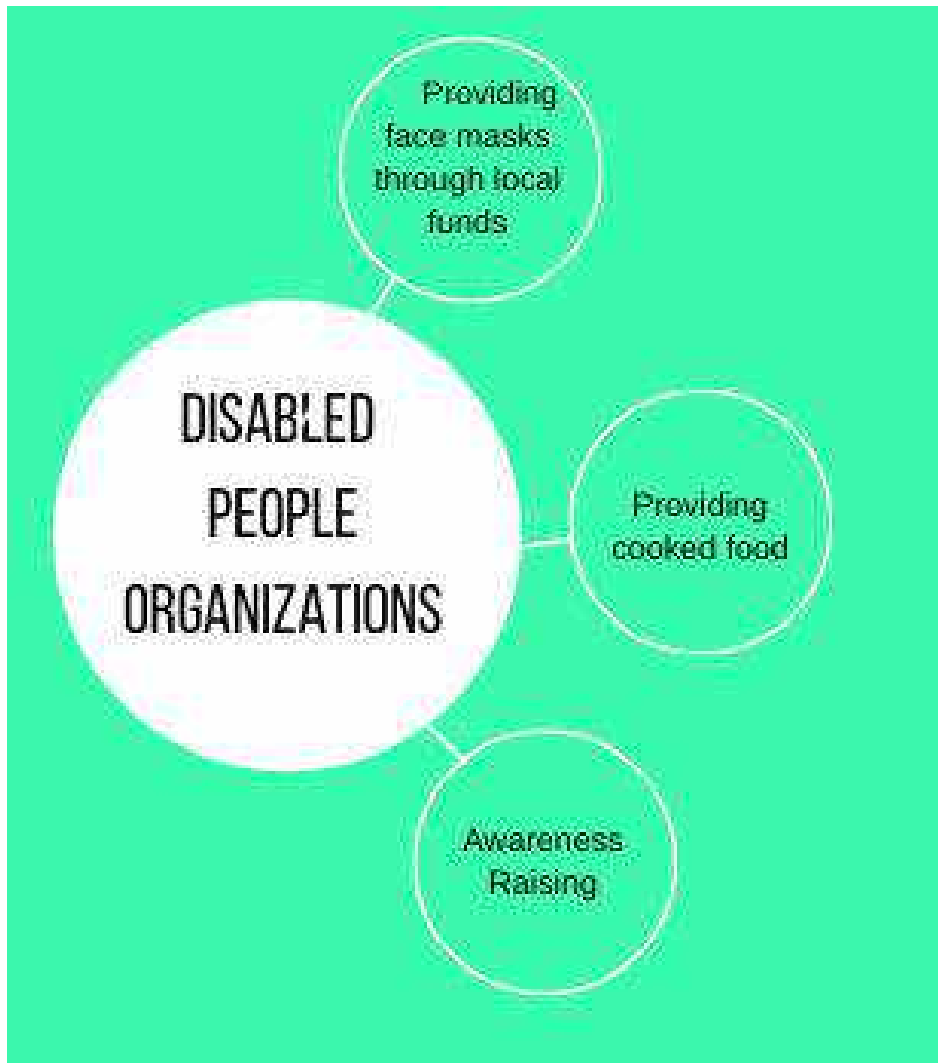 Providing
face masks
through local
funds
DISABLED
PEOPLE
ORGANIZATIONS
Providing
cooked food
Awareness
Raising